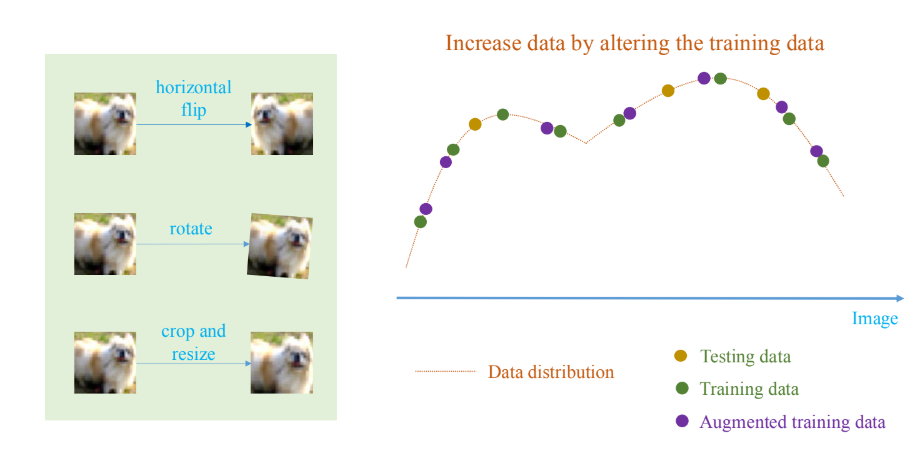 Increase data by altering the training data
horizontal
flip
rotate
crop and
resize
Image
Data distribution
Testing data
Training data
Augmented training data